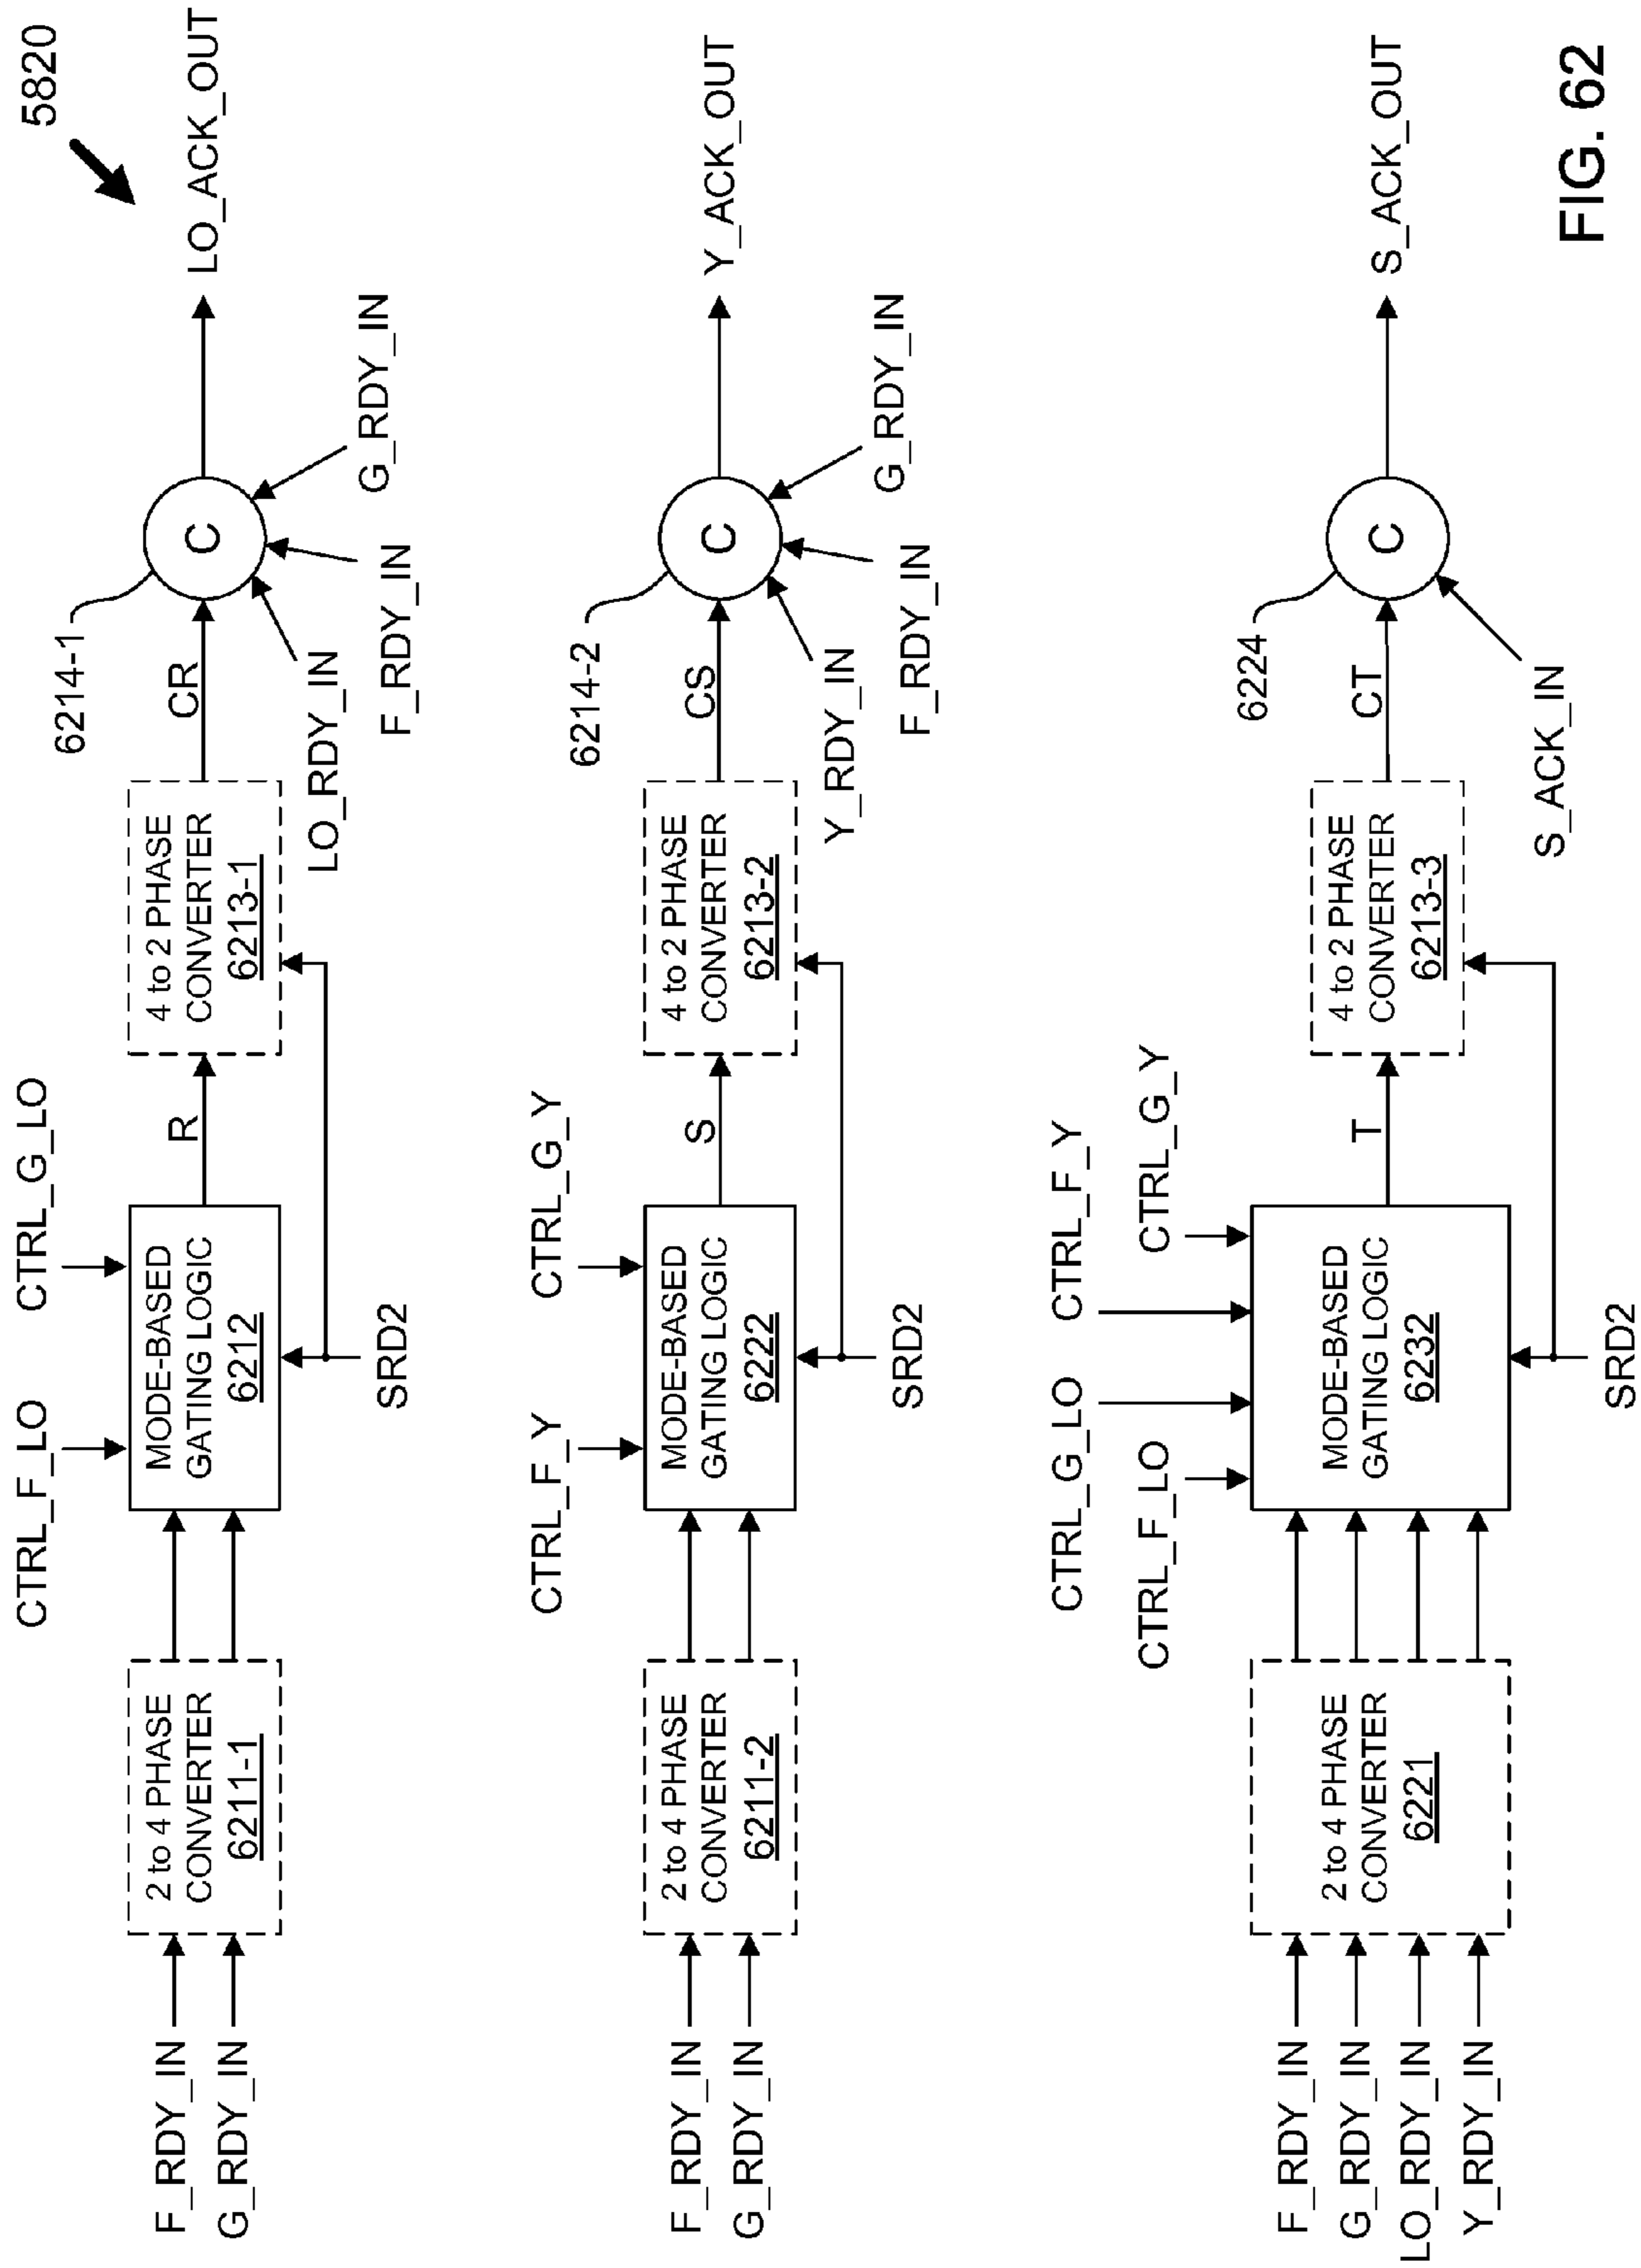 5820
F_RDY_IN
G_RDY_IN
2 to 4 PHASE
CONVERTER
6211-1
CTRL_F_LO
CTRL_G_LO
MODE-BASED
GATING LOGIC
6212
SRD2
R
4 to 2 PHASE
CONVERTER
6213-1
CR
6214-1
C
LO_RDY_IN
F_RDY_IN
G_RDY_IN
LO_ACK_OUT
F_RDY_IN
G_RDY_IN
2 to 4 PHASE
CONVERTER
6211-2
CTRL_F_Y
CTRL_G_Y
MODE-BASED
GATING LOGIC
6222
SRD2
S
4 to 2 PHASE
CONVERTER
6213-2
CS
6214-2
C
Y_RDY_IN
F_RDY_IN
G_RDY_IN
Y_ACK_OUT
F_RDY_IN
G_RDY_IN
LO_RDY_IN
Y_RDY_IN
2 to 4 PHASE
CONVERTER
6221
CTRL_G_LO
CTRL_F_Y
CTRL_F_LO
CTRL_G_Y
MODE-BASED
GATING LOGIC
6232
SRD2
T
4 to 2 PHASE
CONVERTER
6213-3
CT
6224
C
S_ACK_IN
S_ACK_OUT
FIG. 62